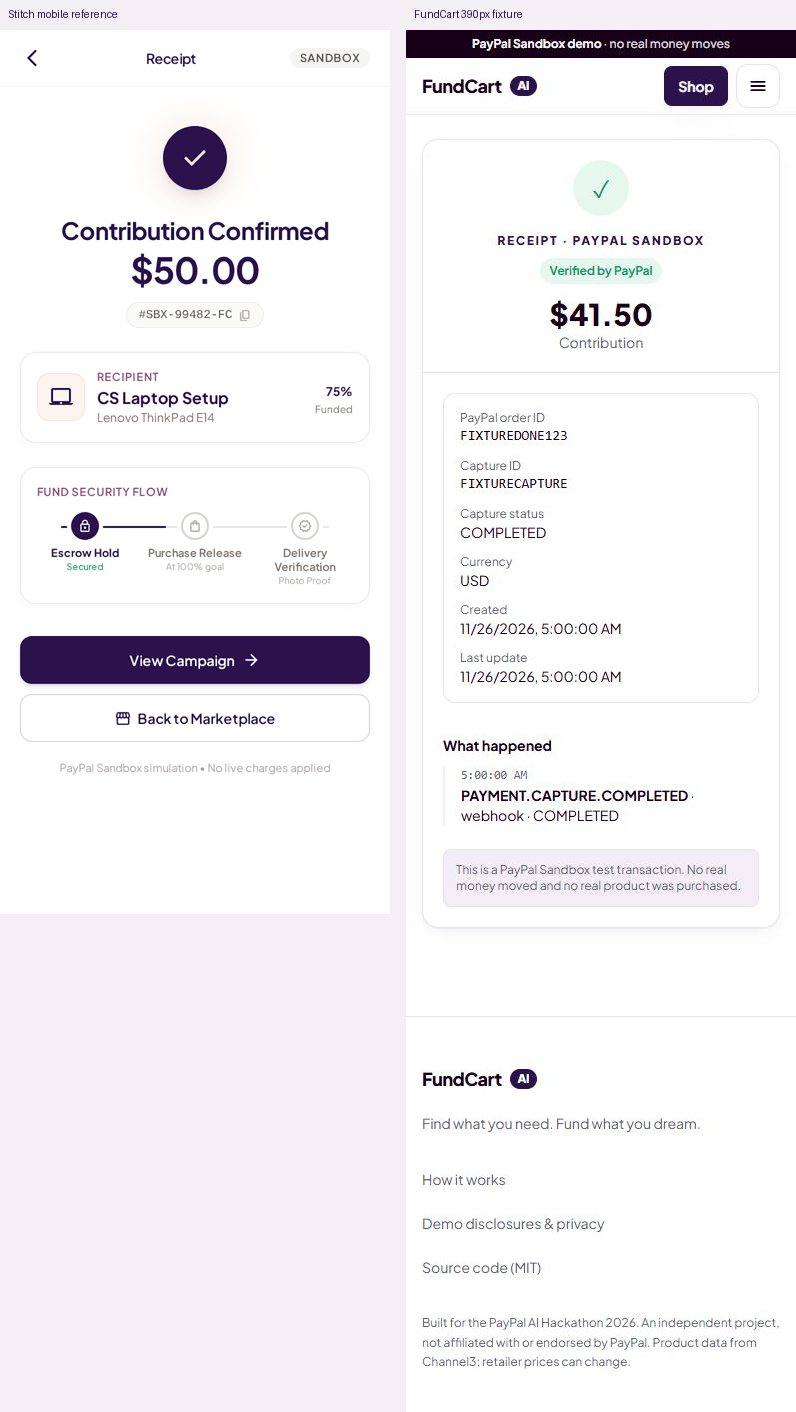 Stitch mobile reference
Receipt
SANDBOX
Contribution Confirmed
$50.00
#SBX-99482-FC
RECIPIENT
CS Laptop Setup
Lenovo ThinkPad E14
75%
Funded
FUND SECURITY FLOW
Escrow Hold
Secured
Purchase Release
At 100% goal
Delivery
Verification
Photo Proof
View Campaign
Back to Marketplace
PayPal Sandbox simulation • No live charges applied
FundCart 390px fixture
PayPal Sandbox demo · no real money moves
FundCart AI
Shop
RECEIPT · PAYPAL SANDBOX
Verified by PayPal
$41.50
Contribution
PayPal order ID
FIXTUREDONE123
Capture ID
FIXTURECAPTURE
Capture status
COMPLETED
Currency
USD
Created
11/26/2026, 5:00:00 AM
Last update
11/26/2026, 5:00:00 AM
What happened
5:00:00 AM
PAYMENT.CAPTURE.COMPLETED ·
webhook · COMPLETED
This is a PayPal Sandbox test transaction. No real
money moved and no real product was purchased.
FundCart AI
Find what you need. Fund what you dream.
How it works
Demo disclosures & privacy
Source code (MIT)
Built for the PayPal AI Hackathon 2026. An independent project,
not affiliated with or endorsed by PayPal. Product data from
Channel3; retailer prices can change.